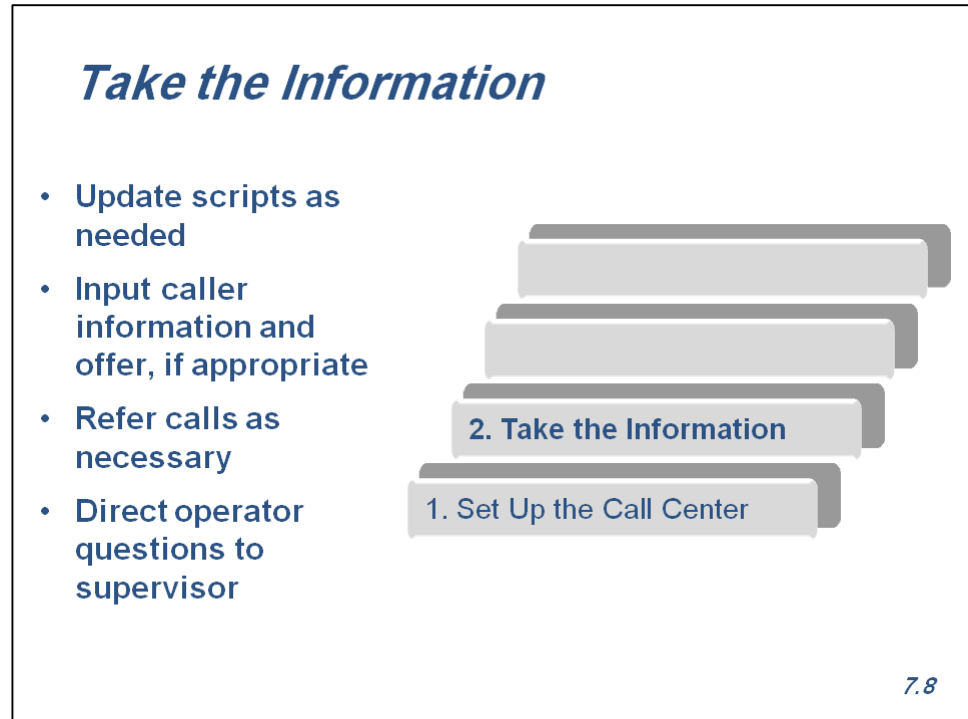 Take the Information
• Update scripts as
needed
• Input caller
information and
offer, if appropriate
• Refer calls as
necessary
• Direct operator
questions to
supervisor
2. Take the Information
1. Set Up the Call Center
7.8